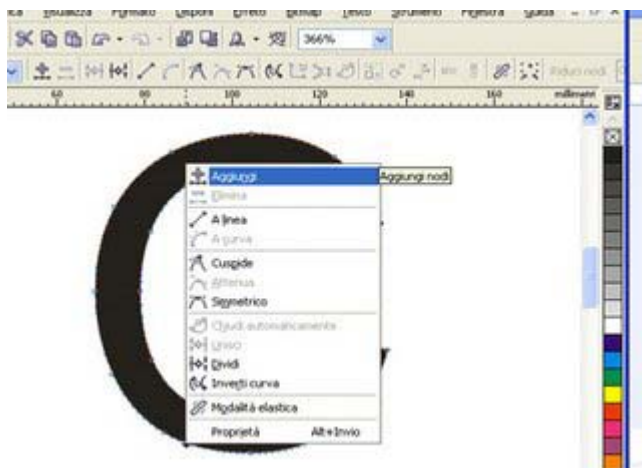 Visualizza Formato Disponi Effetti Bitmap Testo Strumenti Finestra Guida
366%
Riduci nodi
60 80 100 120 140 160 millimetri
Aggiungi
Aggiungi nodi
Elimina
A linea
A curva
Cuspide
Attenua
Simmetrico
Chiudi automaticamente
Unisci
Dividi
Inverti curva
Modalità elastica
Proprietà Alt+Invio